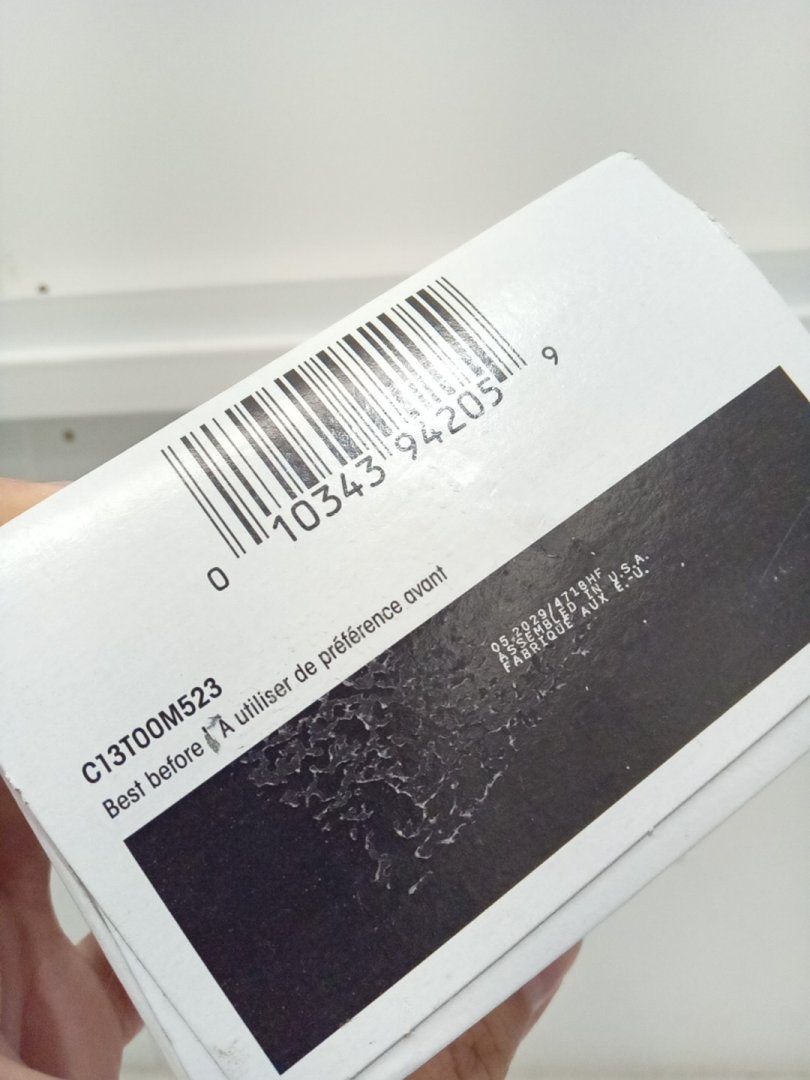 0 10343 94205 9
C13T00M523
Best before / À utiliser de préférence avant
05-2029/4718HF
ASSEMBLED IN U.S.A.
FABRIQUÉ AUX É.-U.